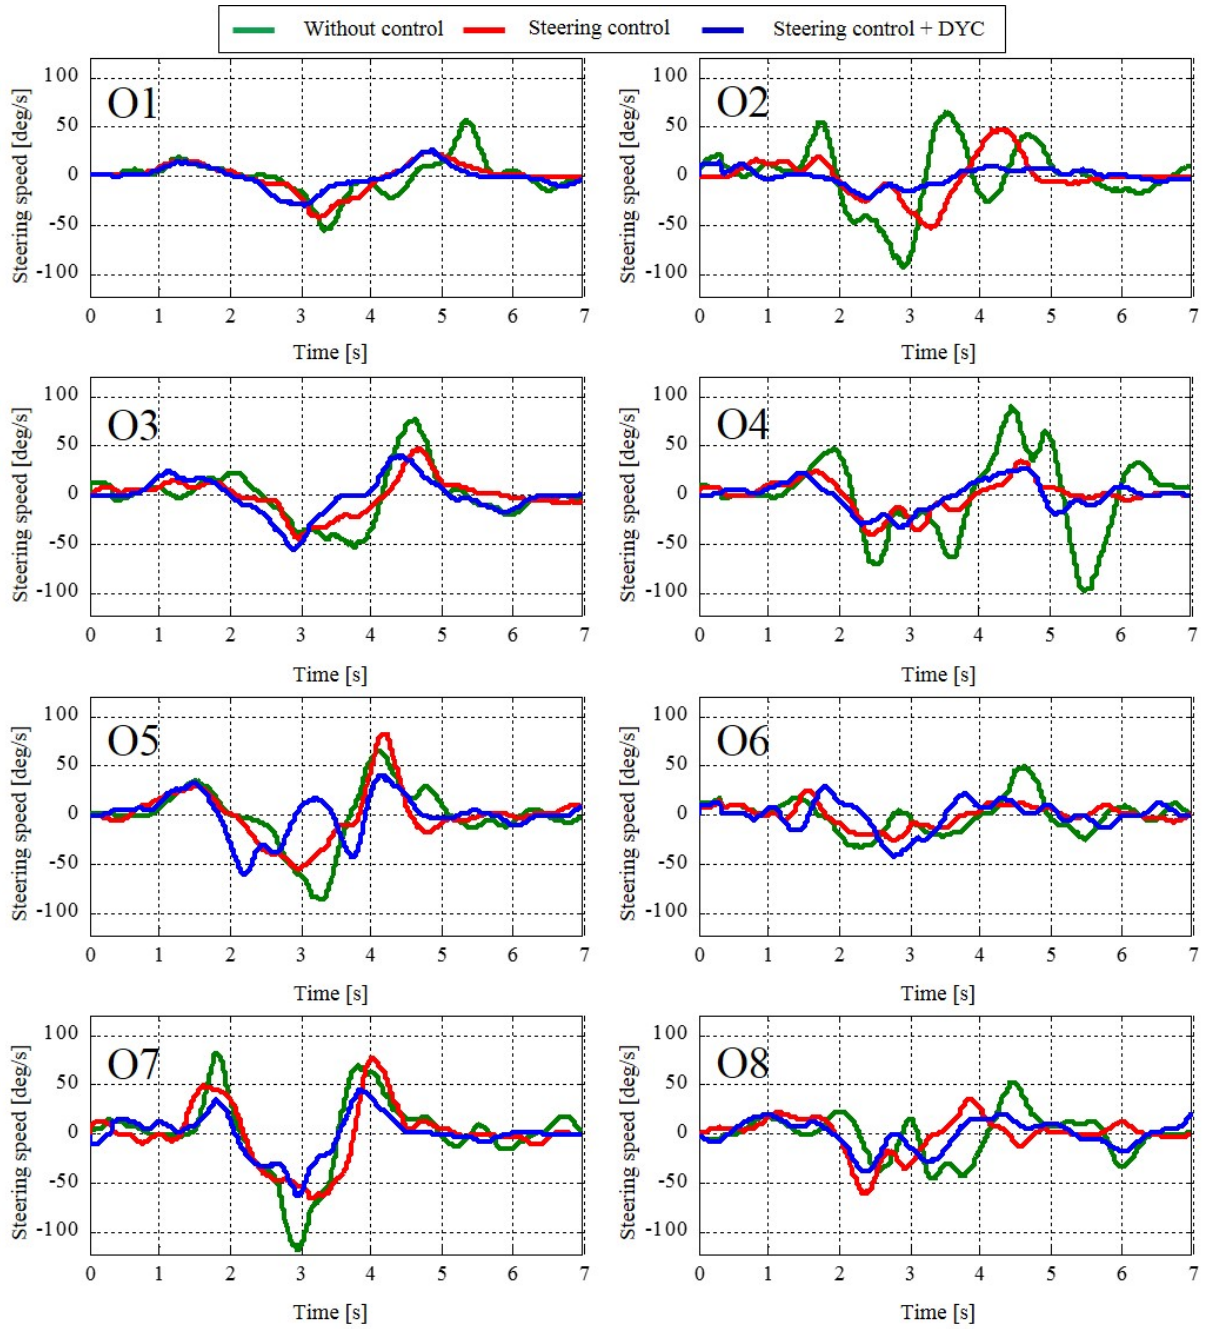 Without control Steering control Steering control + DYC
Steering speed [deg/s]
100
50
0
-50
-100
O1
0 1 2 3 4 5 6 7
Time [s]
Steering speed [deg/s]
100
50
0
-50
-100
O2
0 1 2 3 4 5 6 7
Time [s]
Steering speed [deg/s]
100
50
0
-50
-100
O3
0 1 2 3 4 5 6 7
Time [s]
Steering speed [deg/s]
100
50
0
-50
-100
O4
0 1 2 3 4 5 6 7
Time [s]
Steering speed [deg/s]
100
50
0
-50
-100
O5
0 1 2 3 4 5 6 7
Time [s]
Steering speed [deg/s]
100
50
0
-50
-100
O6
0 1 2 3 4 5 6 7
Time [s]
Steering speed [deg/s]
100
50
0
-50
-100
O7
0 1 2 3 4 5 6 7
Time [s]
Steering speed [deg/s]
100
50
0
-50
-100
O8
0 1 2 3 4 5 6 7
Time [s]